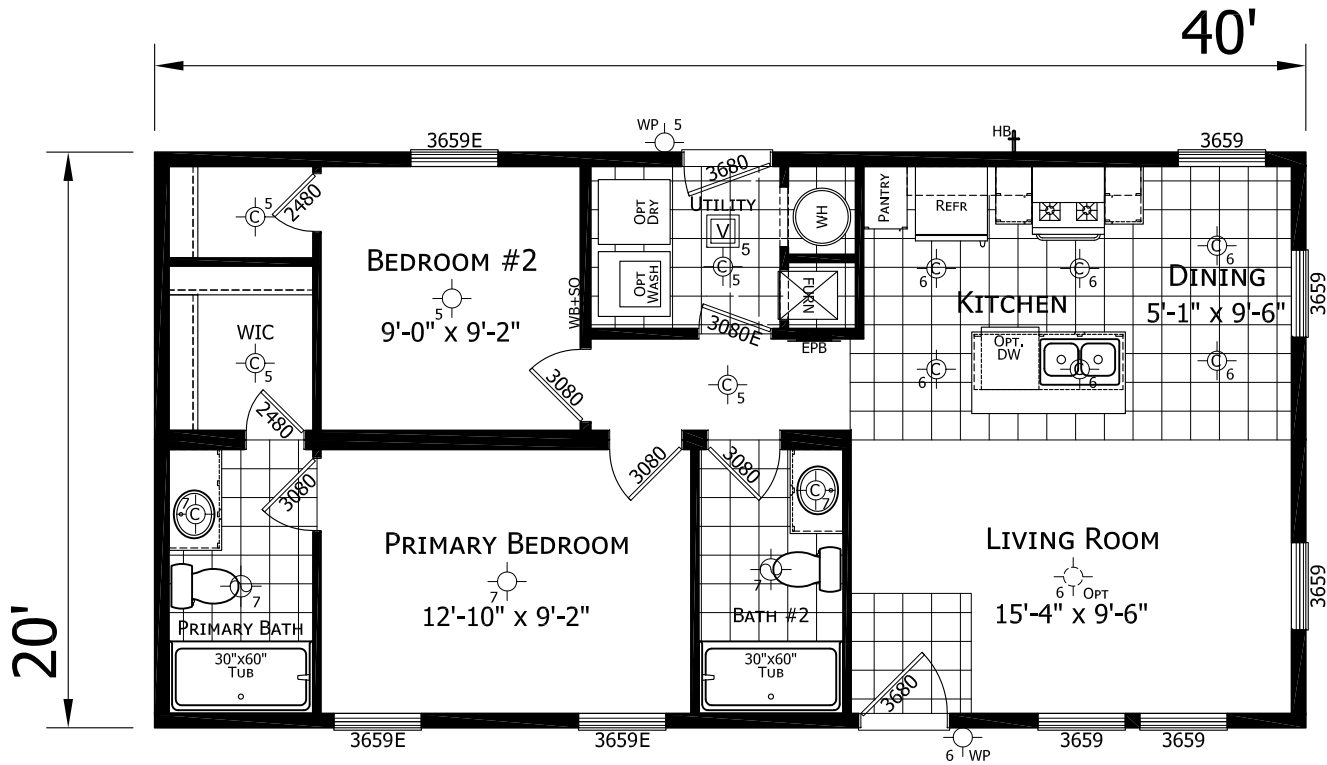 40'
20'
3659E
WP 5
HB
3659
3680
2480
C 5
OPT DRY
UTILITY
V 5
WH
PANTRY
REFR
BEDROOM #2
5
9'-0" x 9'-2"
WB+SO
OPT WASH
C 5
FURN
C 6
C 6
C 6
DINING
5'-1" x 9'-6"
3659
KITCHEN
3080E
EPB
OPT. DW
WIC
C 5
3080
C 5
C 6
C 6
C 6
2480
3080
3080
3080
7
C
C
7
PRIMARY BEDROOM
7
12'-10" x 9'-2"
LIVING ROOM
6 OPT
15'-4" x 9'-6"
3659
7
7
PRIMARY BATH
BATH #2
30"x60" TUB
30"x60" TUB
3680
3659E
3659E
6 WP
3659
3659